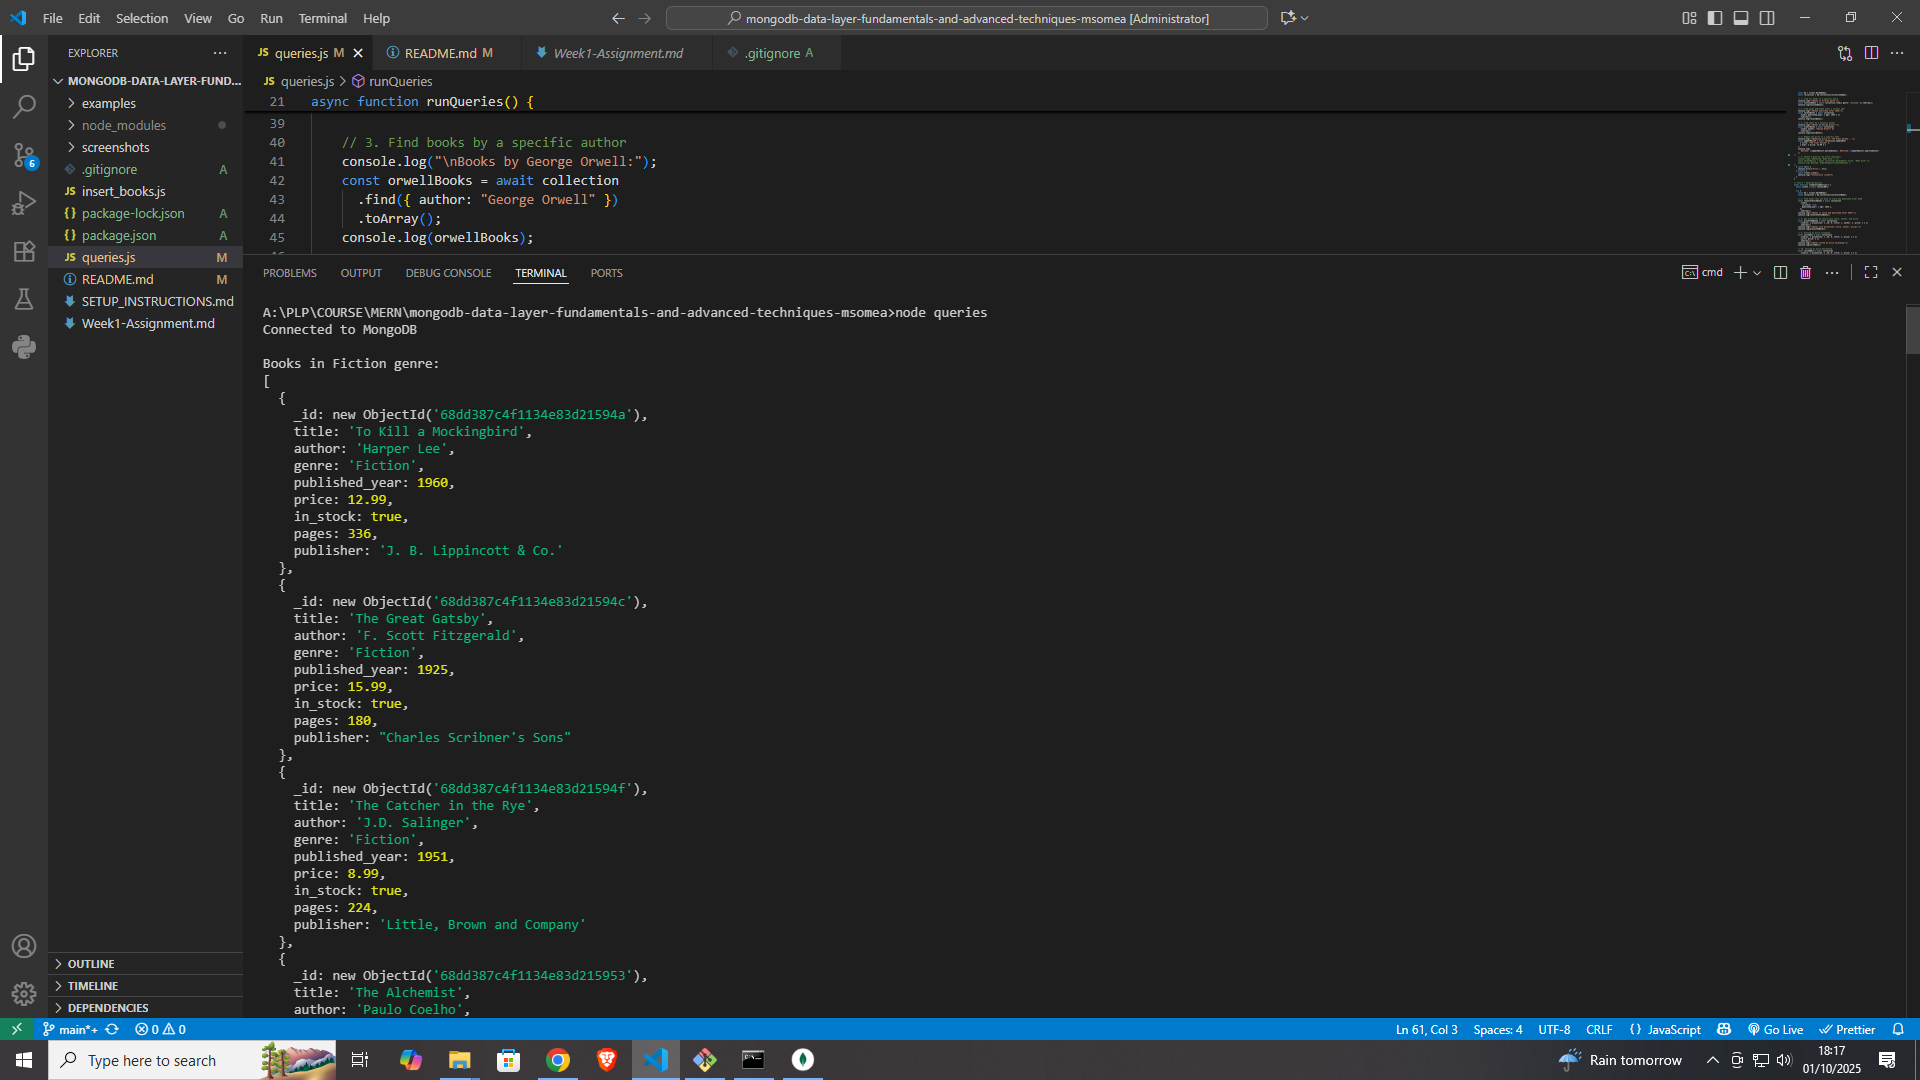 File Edit Selection View Go Run Terminal Help
mongodb-data-layer-fundamentals-and-advanced-techniques-msomea [Administrator]
EXPLORER
MONGODB-DATA-LAYER-FUND...
examples
node_modules
screenshots
.gitignore A
insert_books.js
package-lock.json A
package.json A
queries.js M
README.md M
SETUP_INSTRUCTIONS.md
Week1-Assignment.md
OUTLINE
TIMELINE
DEPENDENCIES
queries.js M README.md M Week1-Assignment.md .gitignore A
queries.js > runQueries
21 async function runQueries() {
39
40 // 3. Find books by a specific author
41 console.log("\nBooks by George Orwell:");
42 const orwellBooks = await collection
43 .find({ author: "George Orwell" })
44 .toArray();
45 console.log(orwellBooks);
PROBLEMS OUTPUT DEBUG CONSOLE TERMINAL PORTS
cmd
A:\PLP\COURSE\MERN\mongodb-data-layer-fundamentals-and-advanced-techniques-msomea>node queries
Connected to MongoDB
Books in Fiction genre:
[
{
_id: new ObjectId('68dd387c4f1134e83d21594a'),
title: 'To Kill a Mockingbird',
author: 'Harper Lee',
genre: 'Fiction',
published_year: 1960,
price: 12.99,
in_stock: true,
pages: 336,
publisher: 'J. B. Lippincott & Co.'
},
{
_id: new ObjectId('68dd387c4f1134e83d21594c'),
title: 'The Great Gatsby',
author: 'F. Scott Fitzgerald',
genre: 'Fiction',
published_year: 1925,
price: 15.99,
in_stock: true,
pages: 180,
publisher: "Charles Scribner's Sons"
},
{
_id: new ObjectId('68dd387c4f1134e83d21594f'),
title: 'The Catcher in the Rye',
author: 'J.D. Salinger',
genre: 'Fiction',
published_year: 1951,
price: 8.99,
in_stock: true,
pages: 224,
publisher: 'Little, Brown and Company'
},
{
_id: new ObjectId('68dd387c4f1134e83d215953'),
title: 'The Alchemist',
author: 'Paulo Coelho',
6
main*+ 0 0 Ln 61, Col 3 Spaces: 4 UTF-8 CRLF {} JavaScript Go Live Prettier
Type here to search
Rain tomorrow
18:17
01/10/2025